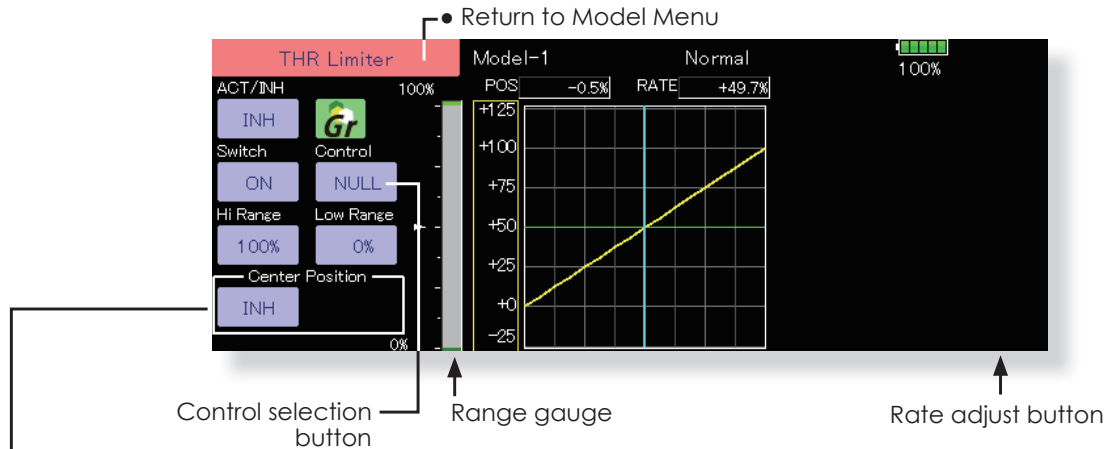 ● Return to Model Menu
THR Limiter
Model-1
Normal
100%
ACT/INH
100%
POS
-0.5%
RATE
+49.7%
INH
Gr
Switch
Control
ON
NULL
Hi Range
Low Range
100%
0%
Center Position
INH
0%
+125
+100
+75
+50
+25
+0
-25
Control selection
button
Range gauge
Rate adjust button